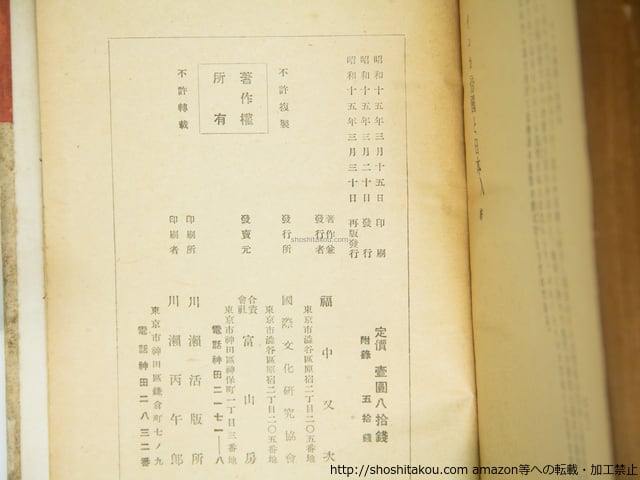 昭和十五年三月十五日 印刷
昭和十五年三月二十日 發行
昭和十五年三月三十日 再版發行
定價 壹圓八拾錢
附錄 五拾錢
不許複製
著作權
所有
不許轉載
著作兼
發行者
福中又次
東京市澁谷區原宿二丁目二〇五番地
發行所
國際文化研究協會
東京市澁谷區原宿二丁目二〇五番地
發賣元
合資
會社
富山房
東京市神田區神保町一丁目三番地
電話神田二一七一―八
印刷所
川瀬活版所
印刷者
川瀬丙午郎
東京市神田區鎌倉町七ノ九
電話神田二八三二番
shoshitakou.com
http://shoshitakou.com amazon等への転載・加工禁止